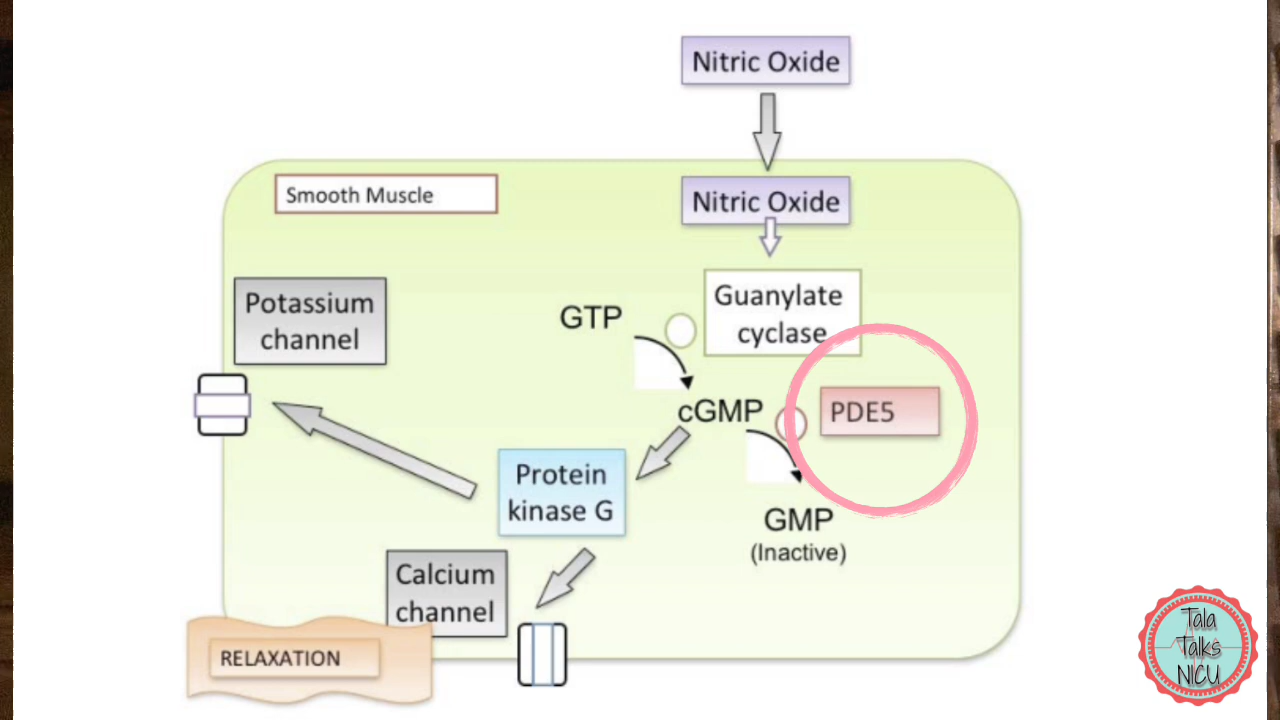 Nitric Oxide
Smooth Muscle
Nitric Oxide
Potassium
channel
GTP
Guanylate
cyclase
cGMP
PDE5
Protein
kinase G
GMP
(Inactive)
Calcium
channel
RELAXATION
Tala
Talks
NICU